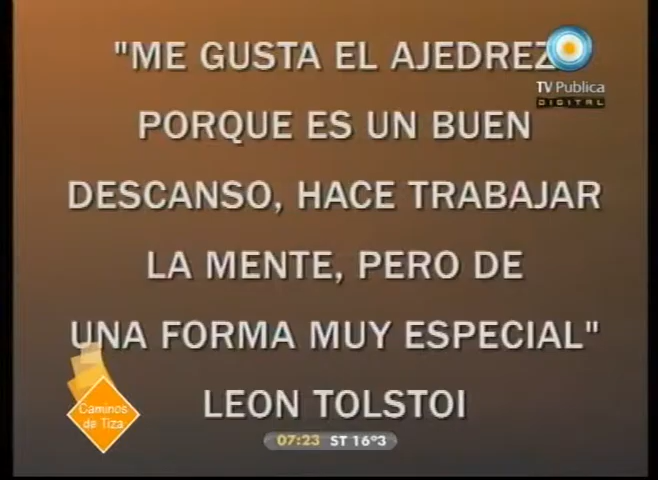 "ME GUSTA EL AJEDREZ
PORQUE ES UN BUEN
DESCANSO, HACE TRABAJAR
LA MENTE, PERO DE
UNA FORMA MUY ESPECIAL"
LEON TOLSTOI
TV Publica
DIGITAL
Caminos
de Tiza
07:23 ST 16°3